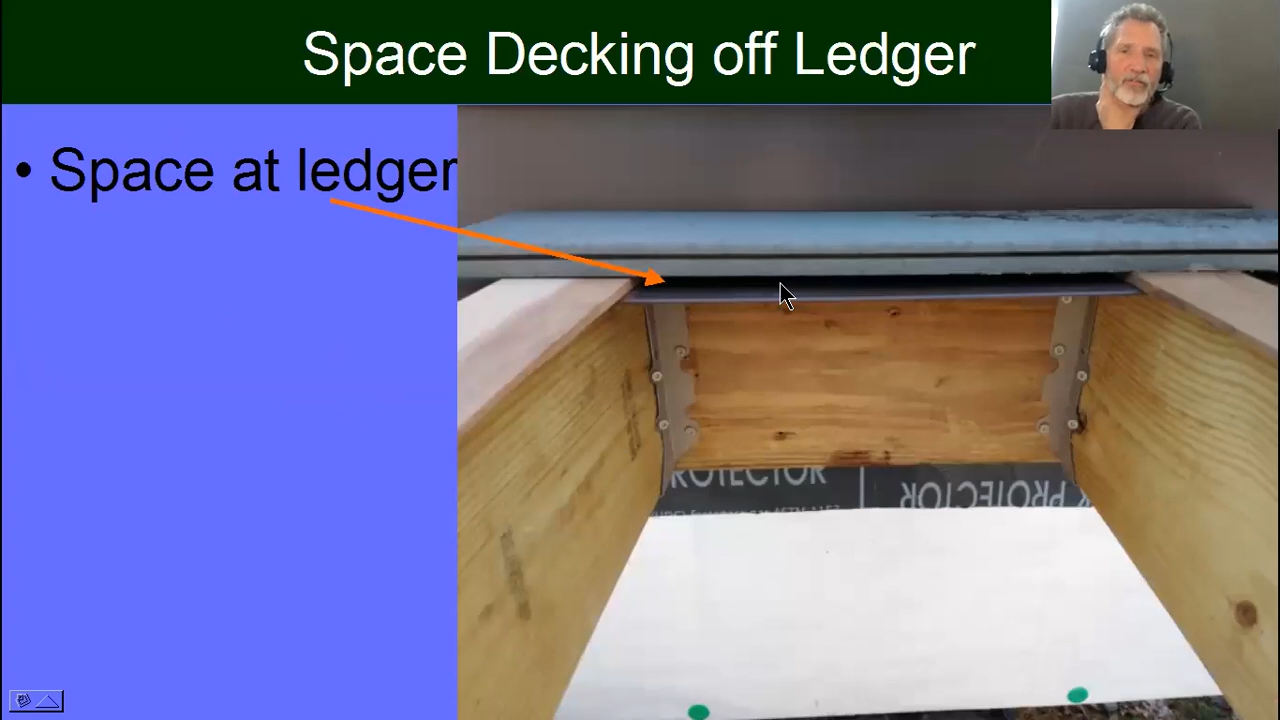 Space Decking off Ledger
• Space at ledger
ROTECTOR
K PROTECTOR